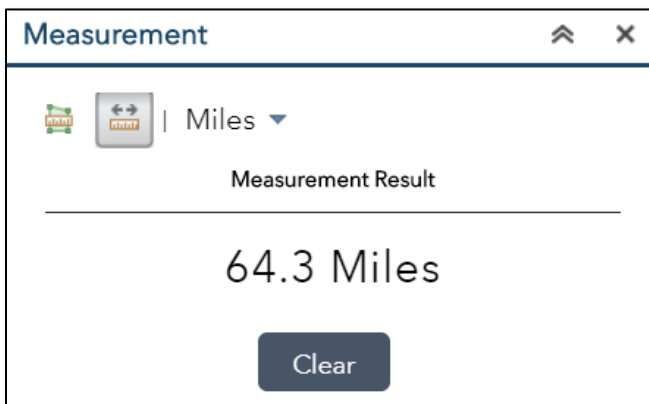 Measurement
Miles
Measurement Result
64.3 Miles
Clear